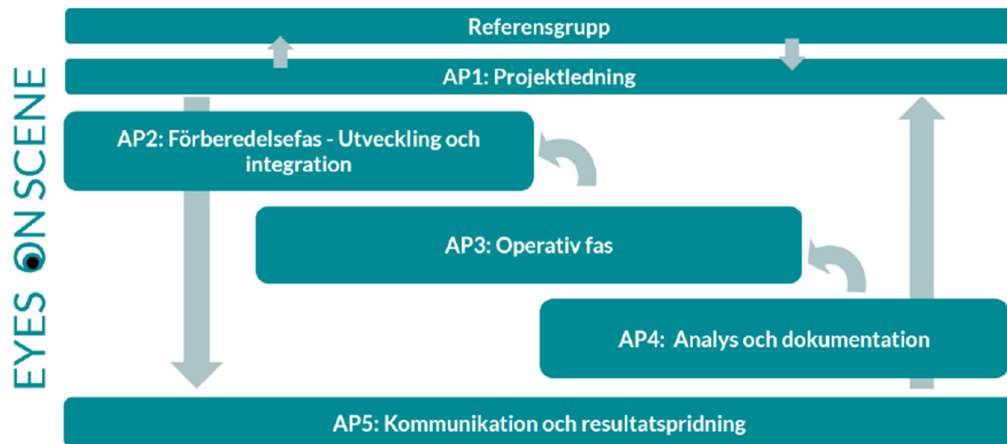 Referensgrupp
AP1: Projektledning
EYES ON SCENE
AP2: Förberedelsefas - Utveckling och
integration
AP3: Operativ fas
AP4: Analys och dokumentation
AP5: Kommunikation och resultatspridning